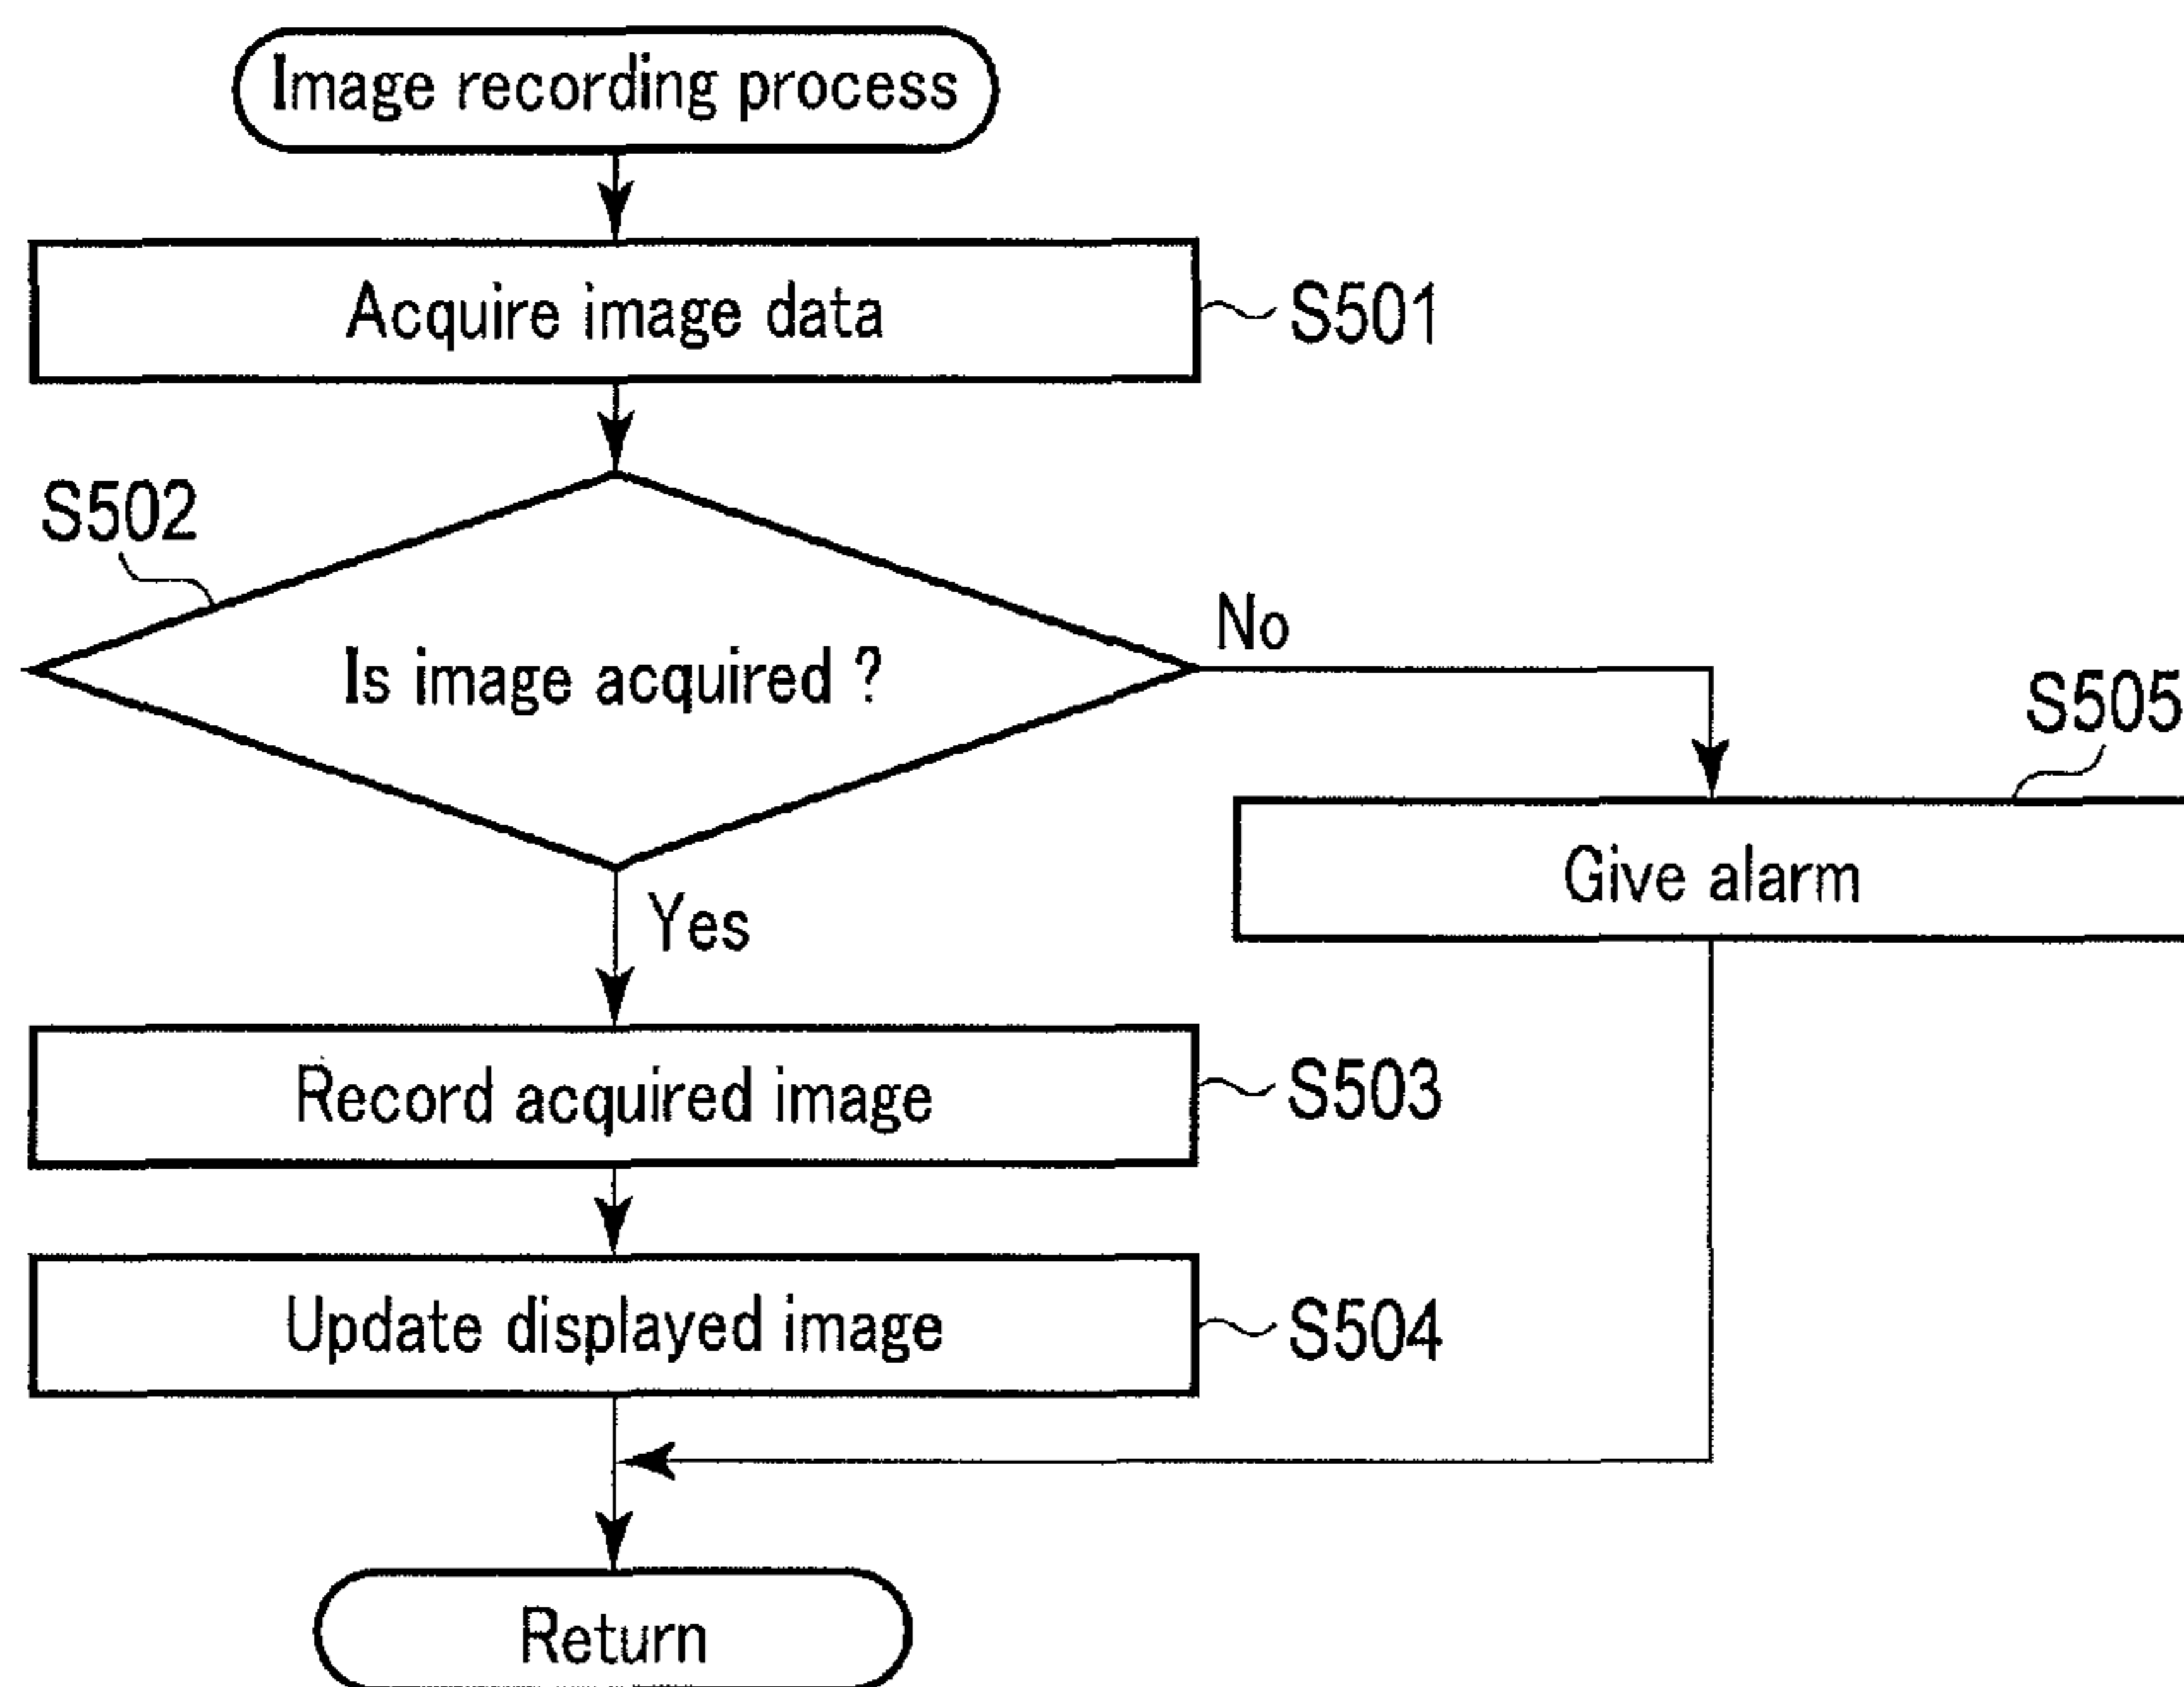 Image recording process
Acquire image data
S501
S502
Is image acquired ?
No
S505
Give alarm
Yes
Record acquired image
S503
Update displayed image
S504
Return